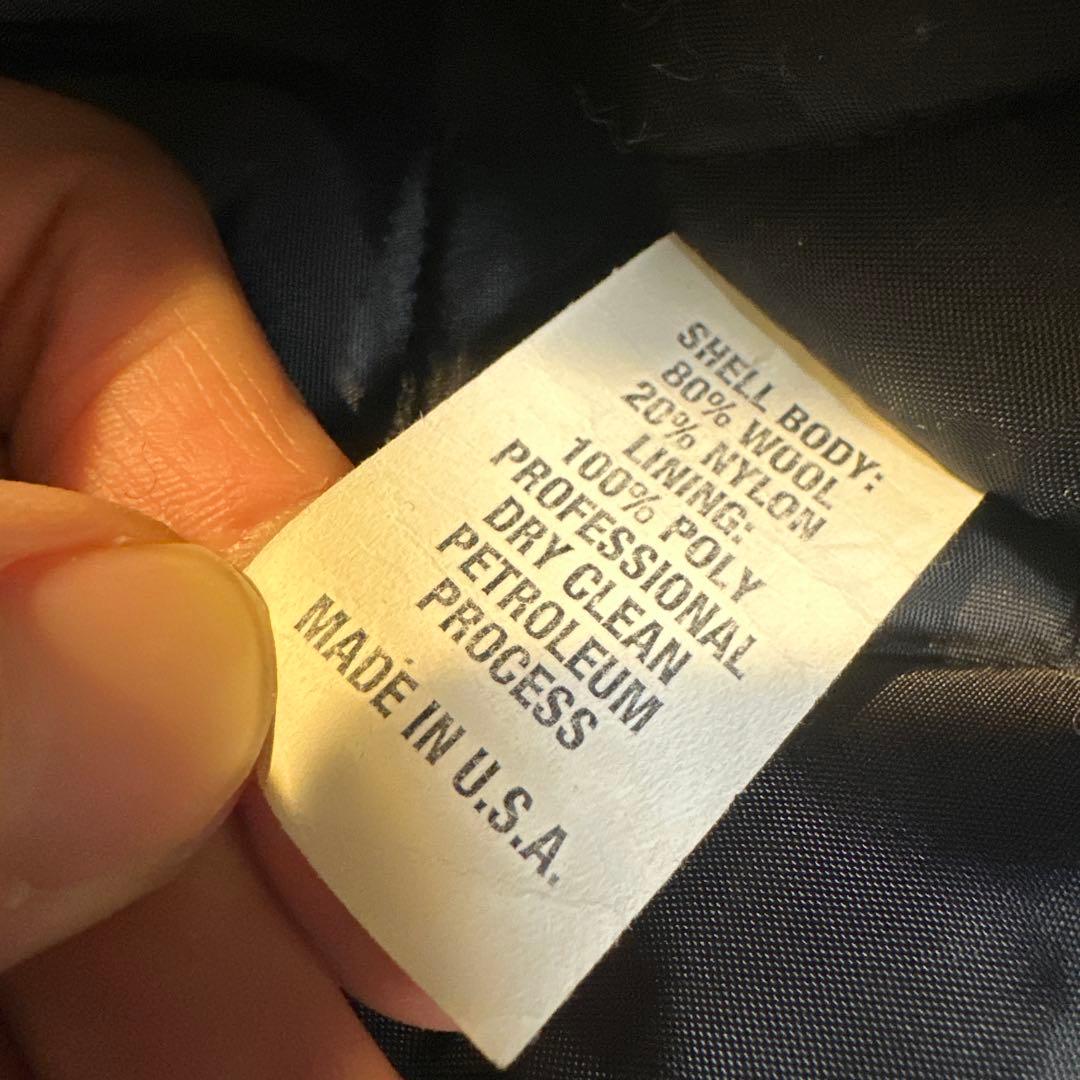 SHELL BODY:
80% WOOL
20% NYLON
LINING:
100% POLY
PROFESSIONAL
DRY CLEAN
PETROLEUM
PROCESS
MADE IN U.S.A.